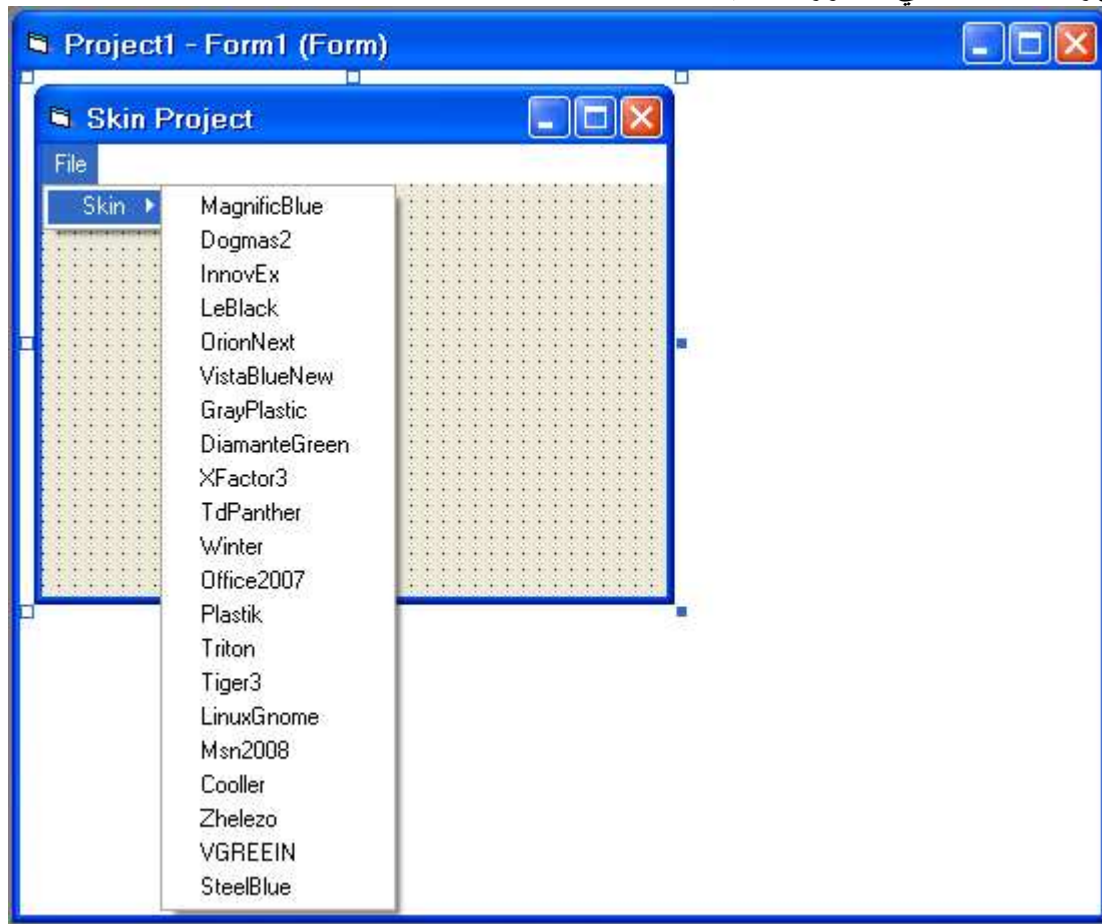 Project1 - Form1 (Form)
Skin Project
File
Skin
MagnificBlue
Dogmas2
InnovEx
LeBlack
OrionNext
VistaBlueNew
GrayPlastic
DiamanteGreen
XFactor3
TdPanther
Winter
Office2007
Plastik
Triton
Tiger3
LinuxGnome
Msn2008
Cooller
Zhelezo
VGREEIN
SteelBlue